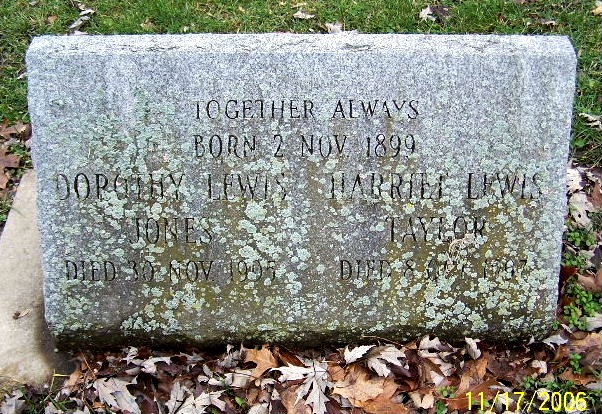 TOGETHER ALWAYS
BORN 2 NOV. 1899
DOROTHY LEWIS HARRIET LEWIS
JONES TAYLOR
DIED 30 NOV. DIED 8
11/17/2006